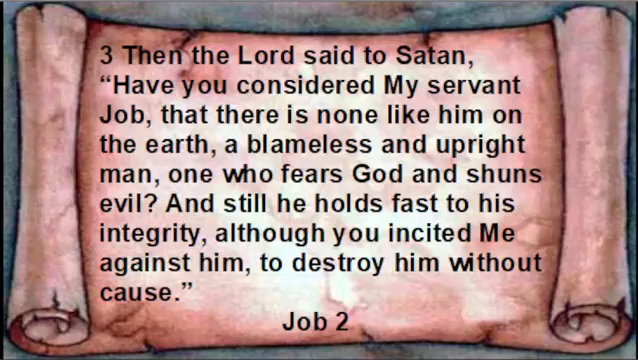 3 Then the Lord said to Satan,
“Have you considered My servant
Job, that there is none like him on
the earth, a blameless and upright
man, one who fears God and shuns
evil? And still he holds fast to his
integrity, although you incited Me
against him, to destroy him without
cause.”
Job 2